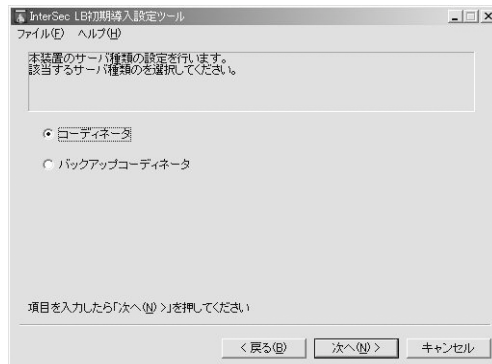 InterSec LB初期導入設定ツール
ファイル(F) ヘルプ(H)
本装置のサーバ種類の設定を行います。
該当するサーバ種類のを選択してください。
コーディネータ
バックアップコーディネータ
項目を入力したら「次へ(N) >」を押してください
< 戻る(B) 次へ(N) > キャンセル